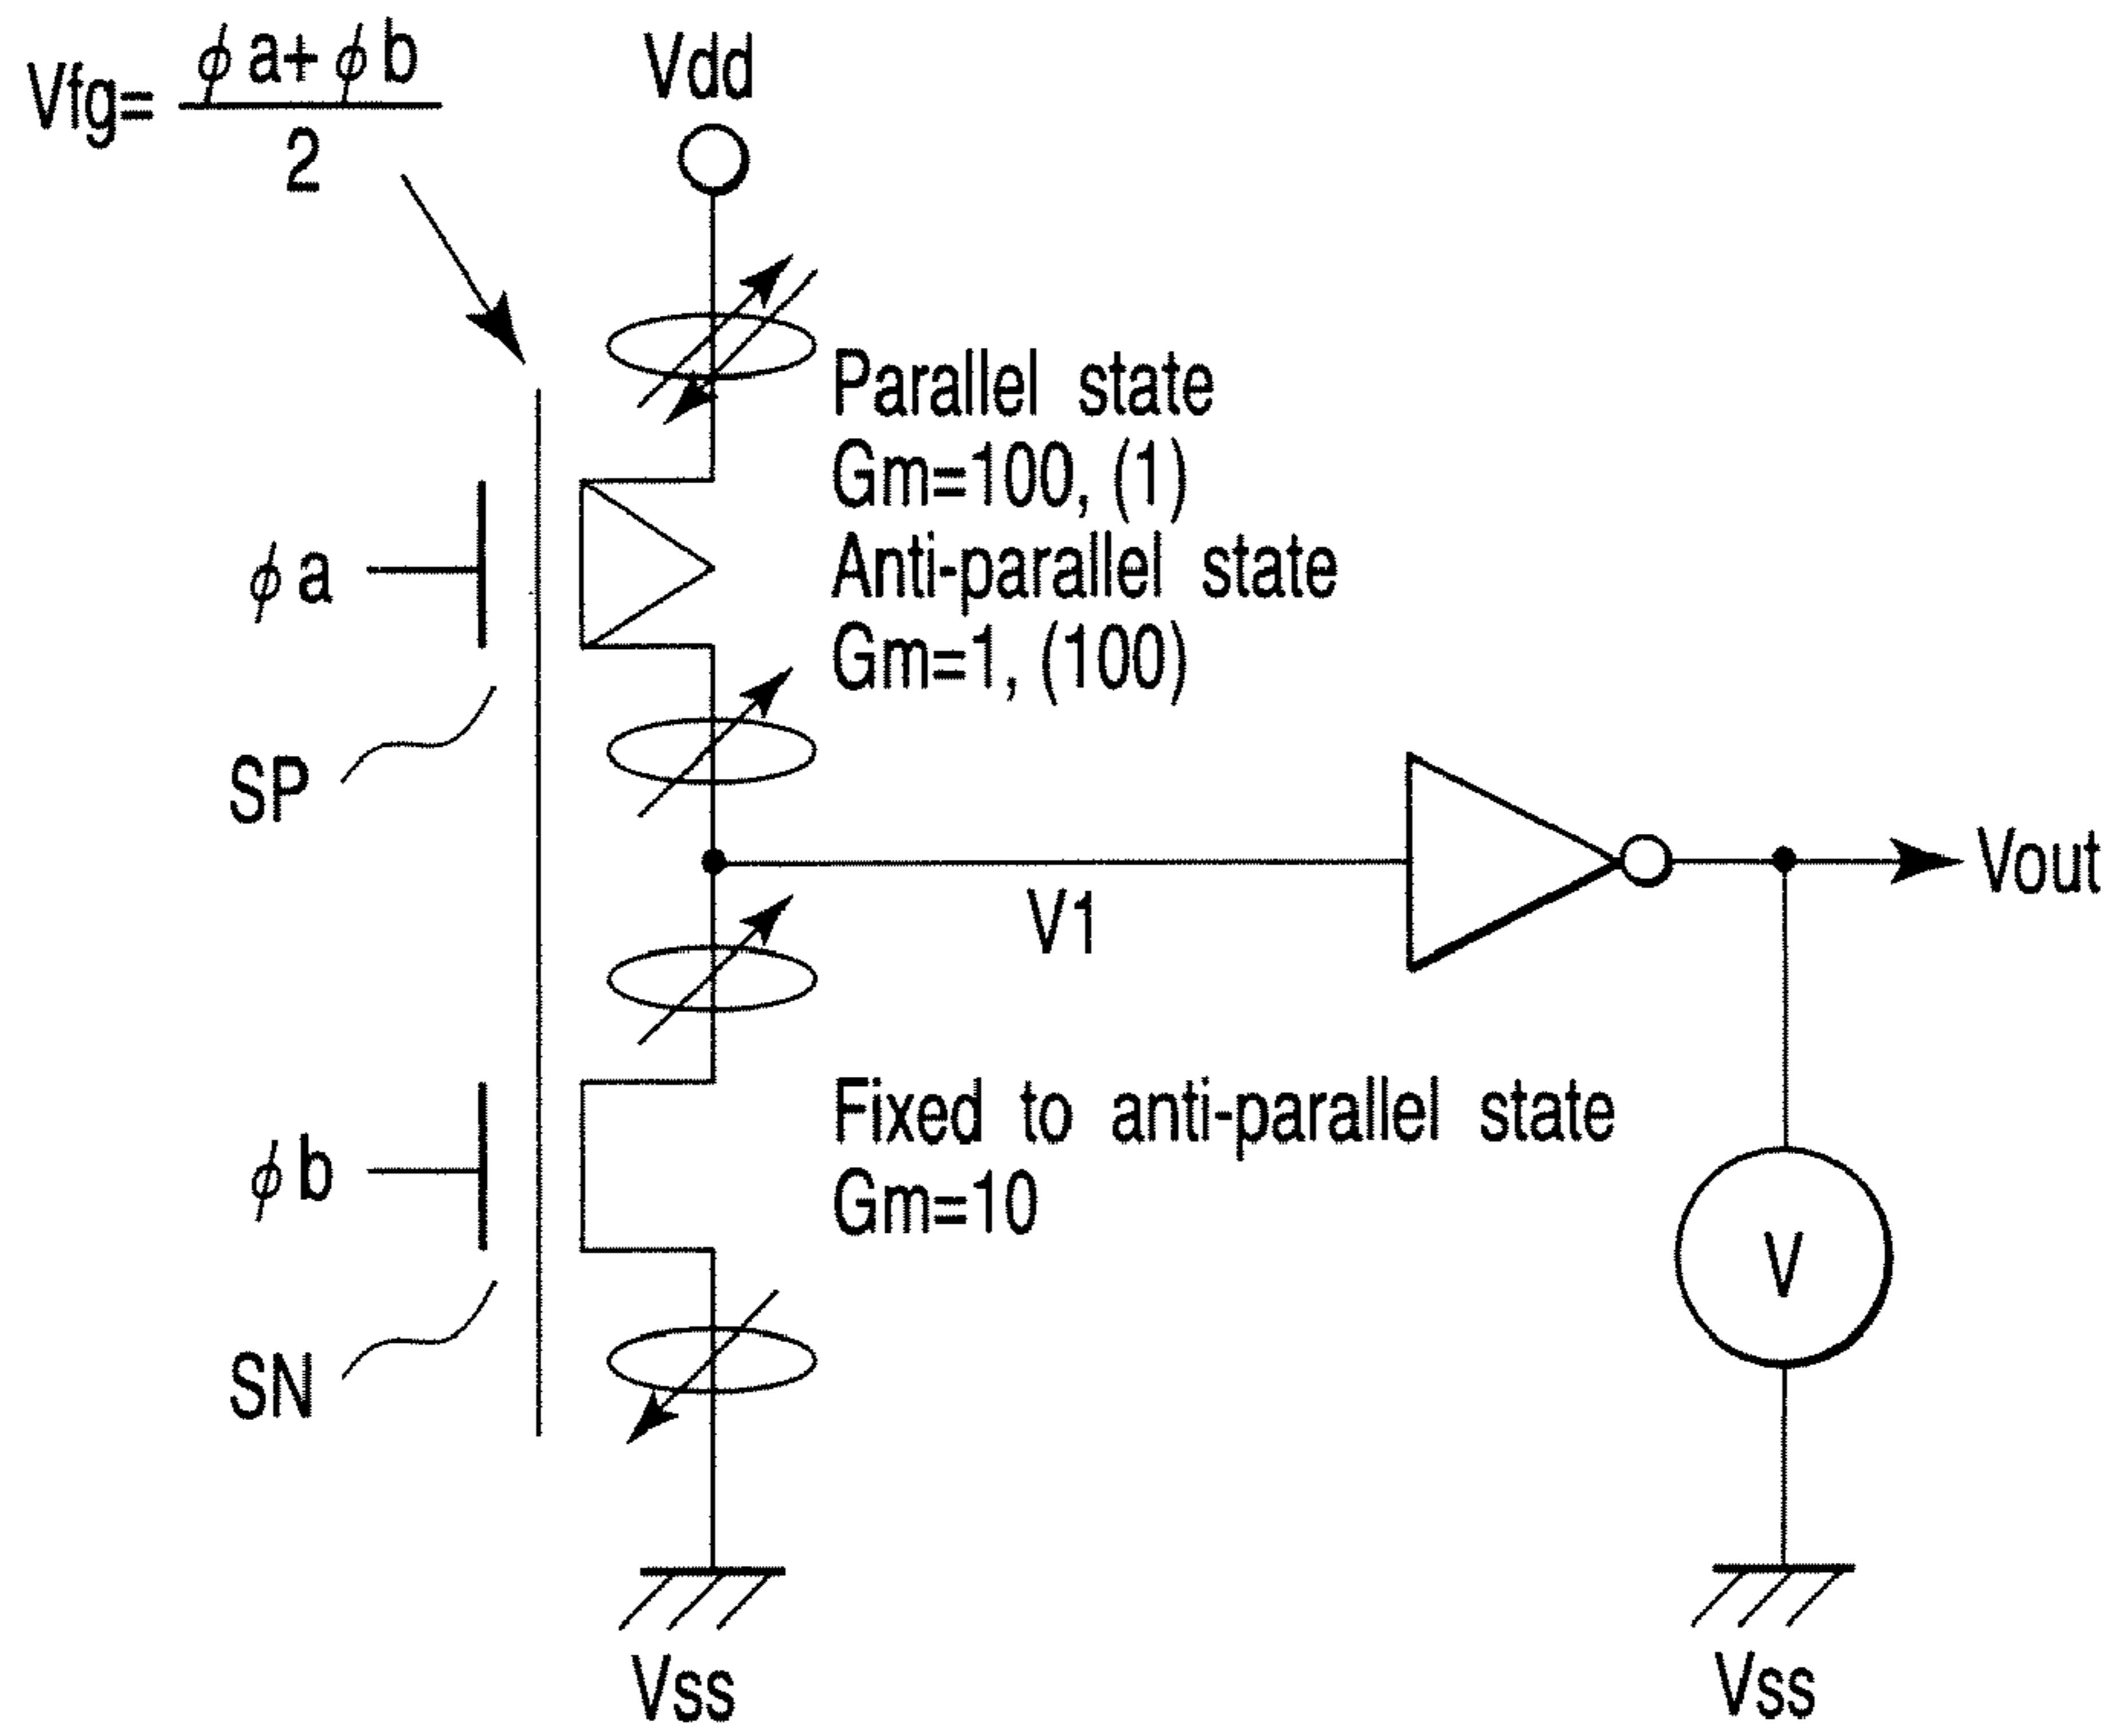 Vfg= ϕa+ϕb
2
Vdd
Parallel state
Gm=100, (1)
Anti-parallel state
Gm=1, (100)
ϕa
SP
V1
Vout
Fixed to anti-parallel state
Gm=10
ϕb
V
SN
Vss
Vss